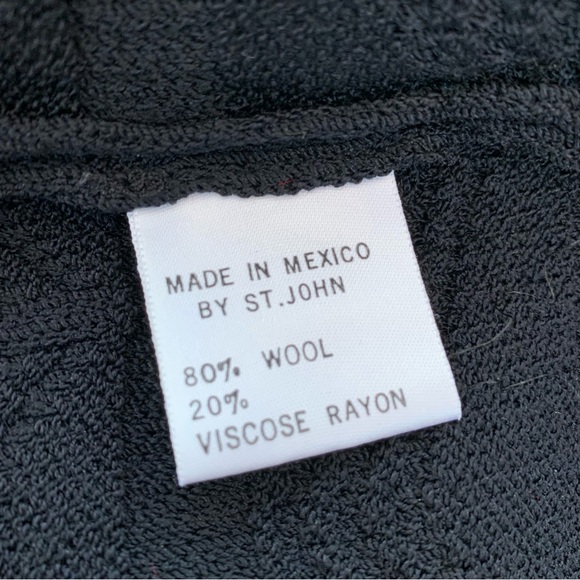 MADE IN MEXICO
BY ST.JOHN
80% WOOL
20%
VISCOSE RAYON